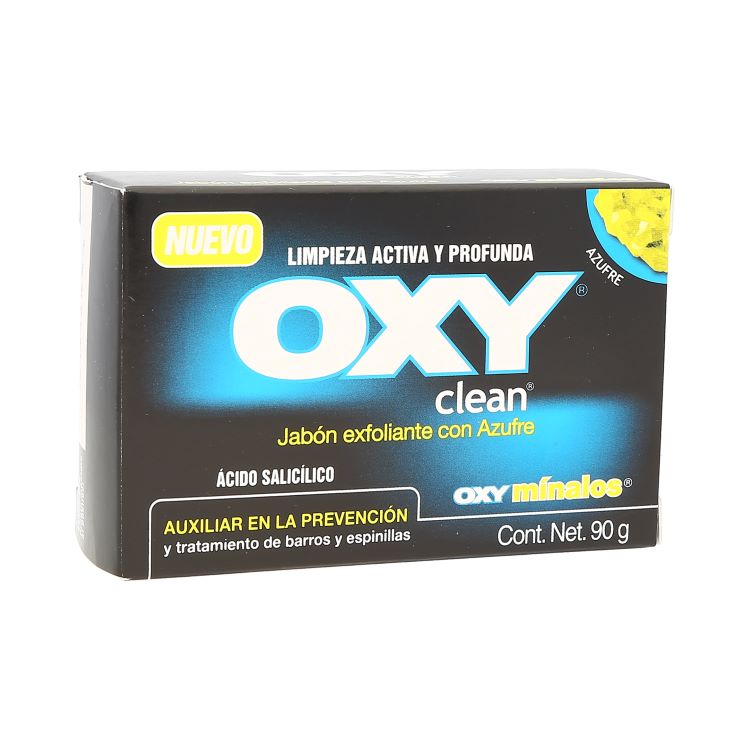 OXY
NUEVO
LIMPIEZA ACTIVA Y PROFUNDA
AZUFRE
OXY®
clean®
Jabón exfoliante con Azufre
ÁCIDO SALICÍLICO
OXY mínalos®
AUXILIAR EN LA PREVENCIÓN
y tratamiento de barros y espinillas
Cont. Net. 90 g